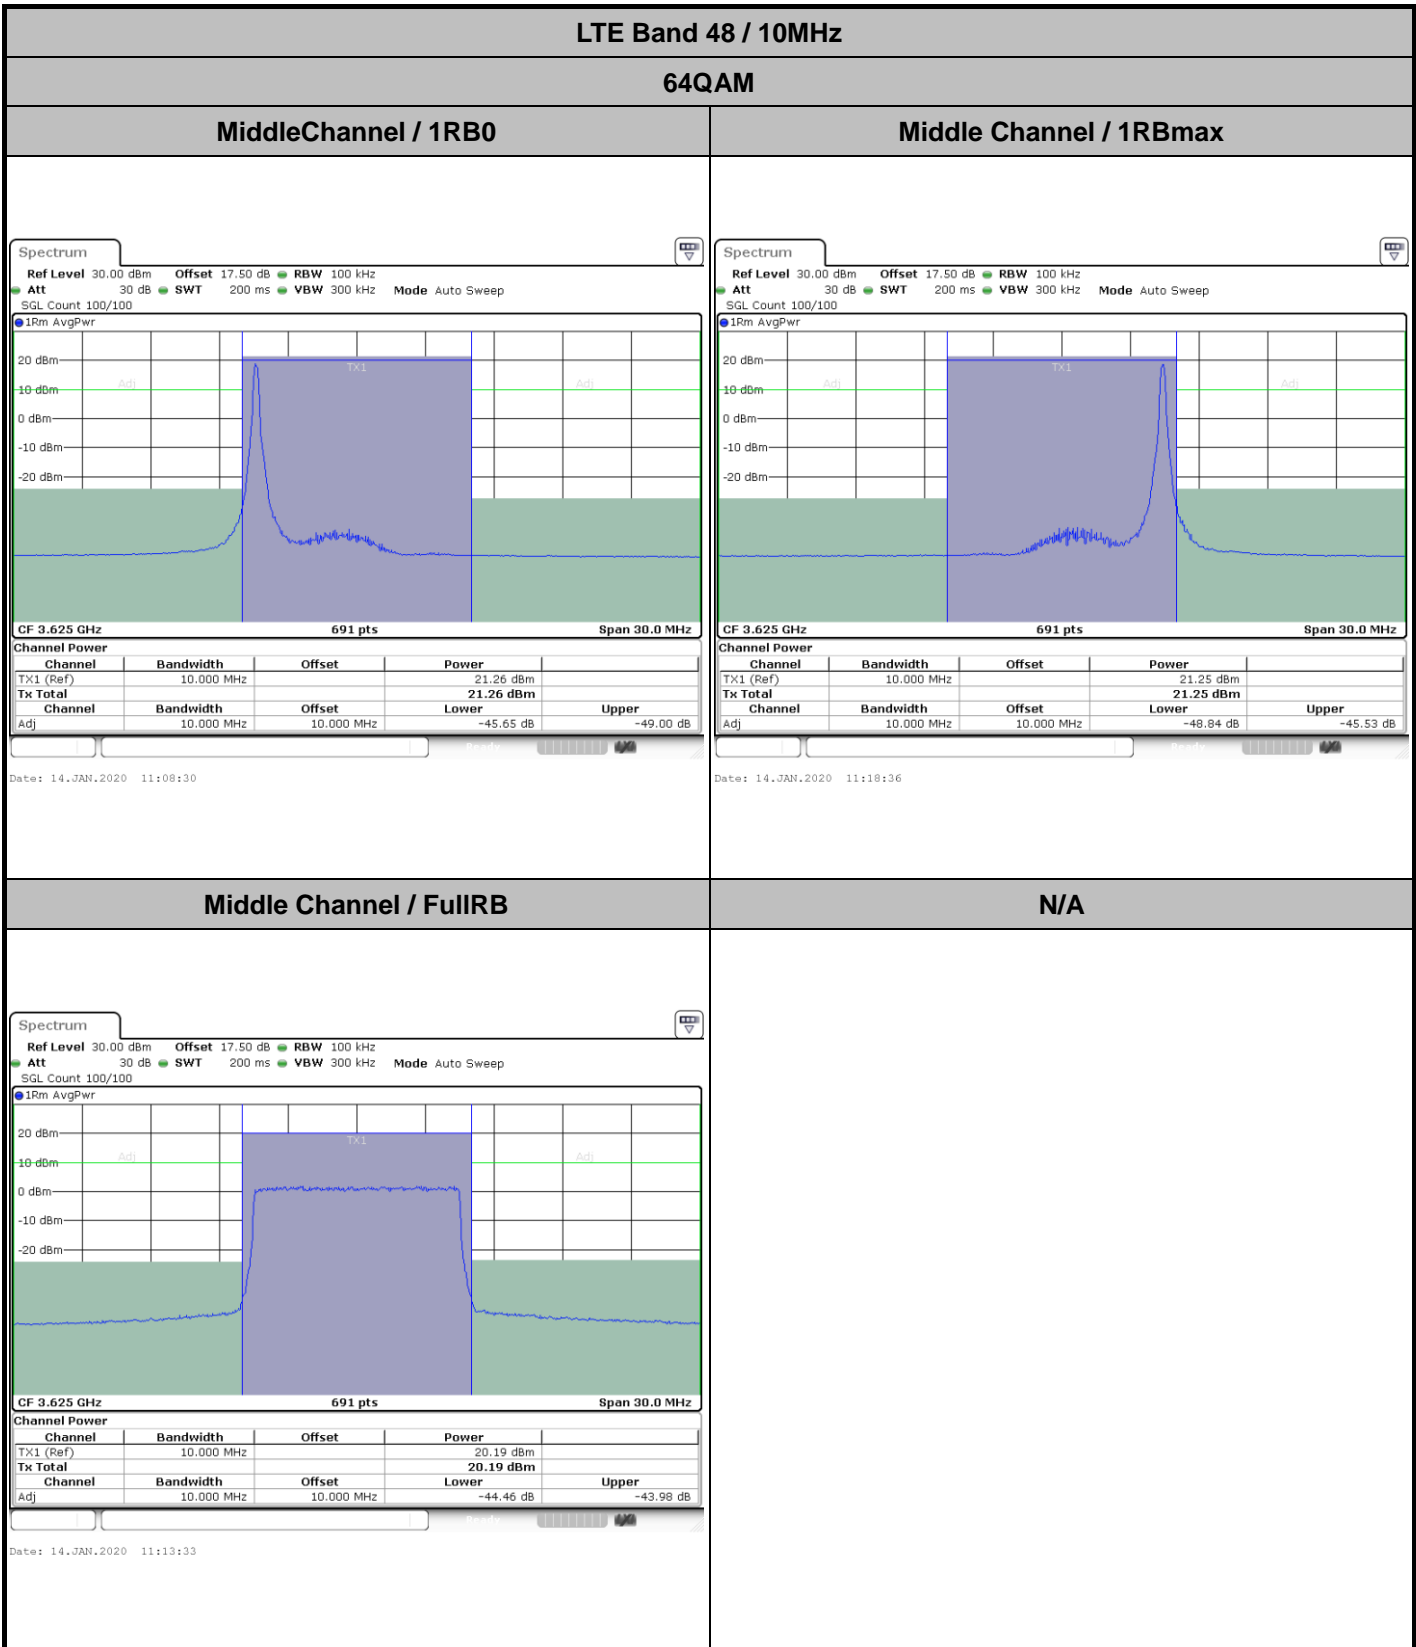 LTE Band 48 / 10MHz
64QAM
MiddleChannel / 1RB0
Middle Channel / 1RBmax
Spectrum
Ref Level 30.00 dBm Offset 17.50 dB RBW 100 kHz
Att 30 dB SWT 200 ms VBW 300 kHz Mode Auto Sweep
SGL Count 100/100
1Rm AvgPwr
TX1
20 dBm
Adj Adj
10 dBm
0 dBm
-10 dBm
-20 dBm
CF 3.625 GHz 691 pts Span 30.0 MHz
Channel Power
Channel Bandwidth Offset Power
TX1 (Ref) 10.000 MHz 21.26 dBm
Tx Total 21.26 dBm
Channel Bandwidth Offset Lower Upper
Adj 10.000 MHz 10.000 MHz -45.65 dB -49.00 dB
Ready
Date: 14.JAN.2020 11:08:30
Spectrum
Ref Level 30.00 dBm Offset 17.50 dB RBW 100 kHz
Att 30 dB SWT 200 ms VBW 300 kHz Mode Auto Sweep
SGL Count 100/100
1Rm AvgPwr
TX1
20 dBm
Adj Adj
10 dBm
0 dBm
-10 dBm
-20 dBm
CF 3.625 GHz 691 pts Span 30.0 MHz
Channel Power
Channel Bandwidth Offset Power
TX1 (Ref) 10.000 MHz 21.25 dBm
Tx Total 21.25 dBm
Channel Bandwidth Offset Lower Upper
Adj 10.000 MHz 10.000 MHz -48.84 dB -45.53 dB
Ready
Date: 14.JAN.2020 11:18:36
Middle Channel / FullRB
N/A
Spectrum
Ref Level 30.00 dBm Offset 17.50 dB RBW 100 kHz
Att 30 dB SWT 200 ms VBW 300 kHz Mode Auto Sweep
SGL Count 100/100
1Rm AvgPwr
TX1
20 dBm
Adj Adj
10 dBm
0 dBm
-10 dBm
-20 dBm
CF 3.625 GHz 691 pts Span 30.0 MHz
Channel Power
Channel Bandwidth Offset Power
TX1 (Ref) 10.000 MHz 20.19 dBm
Tx Total 20.19 dBm
Channel Bandwidth Offset Lower Upper
Adj 10.000 MHz 10.000 MHz -44.46 dB -43.98 dB
Ready
Date: 14.JAN.2020 11:13:33